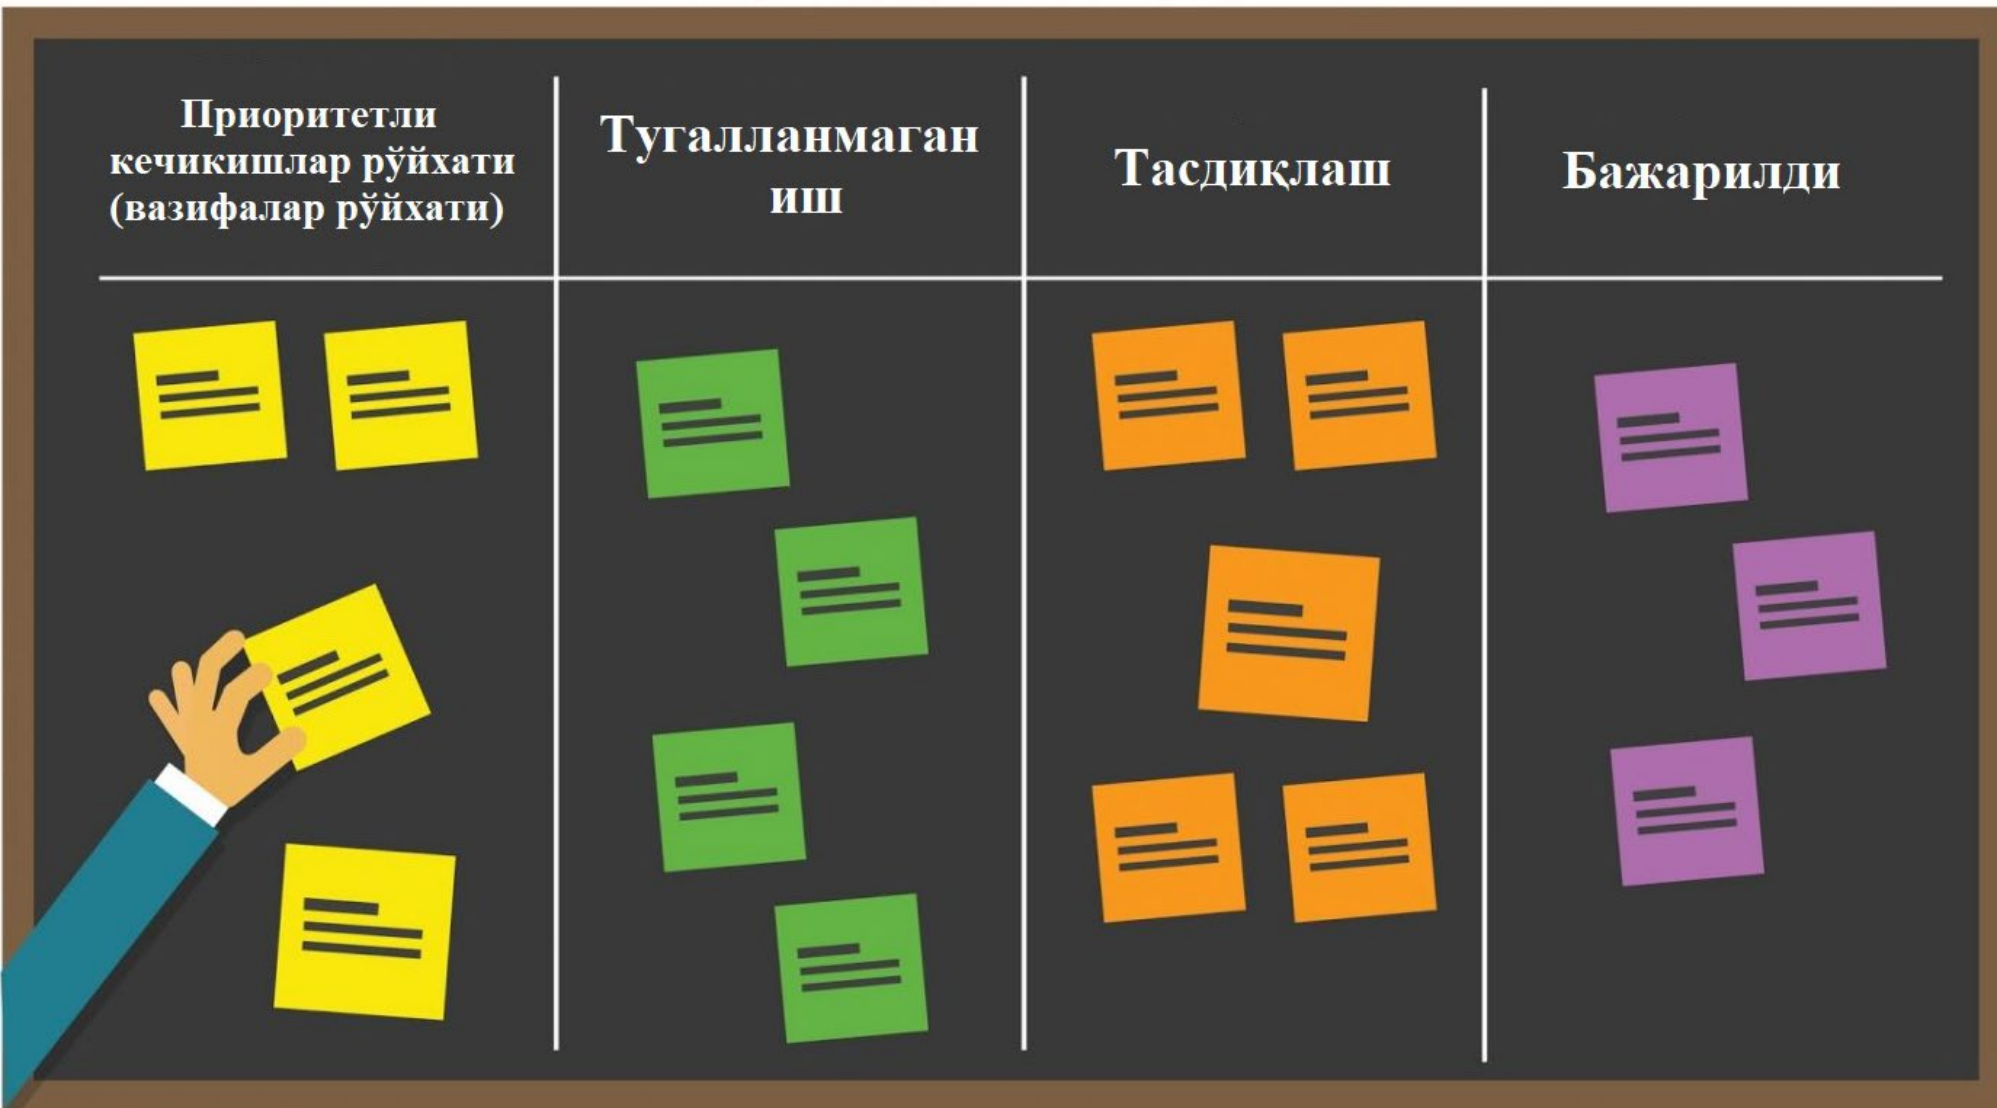 Приоритетли
кечикишлар рўйхати
(вазифалар рўйхати)
Тугалланмаган
иш
Тасдиқлаш
Бажарилди